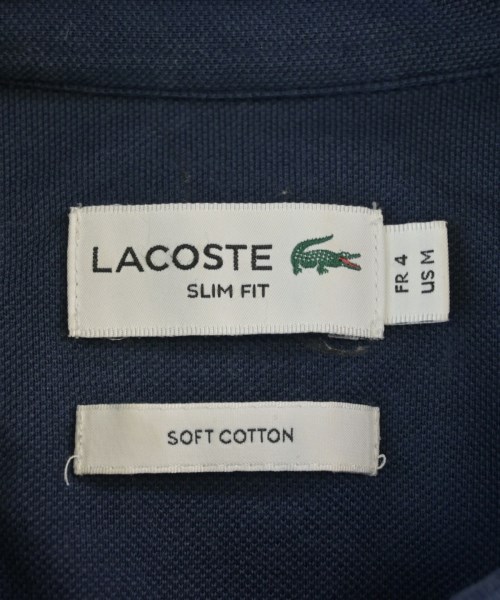 LACOSTE
SLIM FIT
FR 4
US M
SOFT COTTON